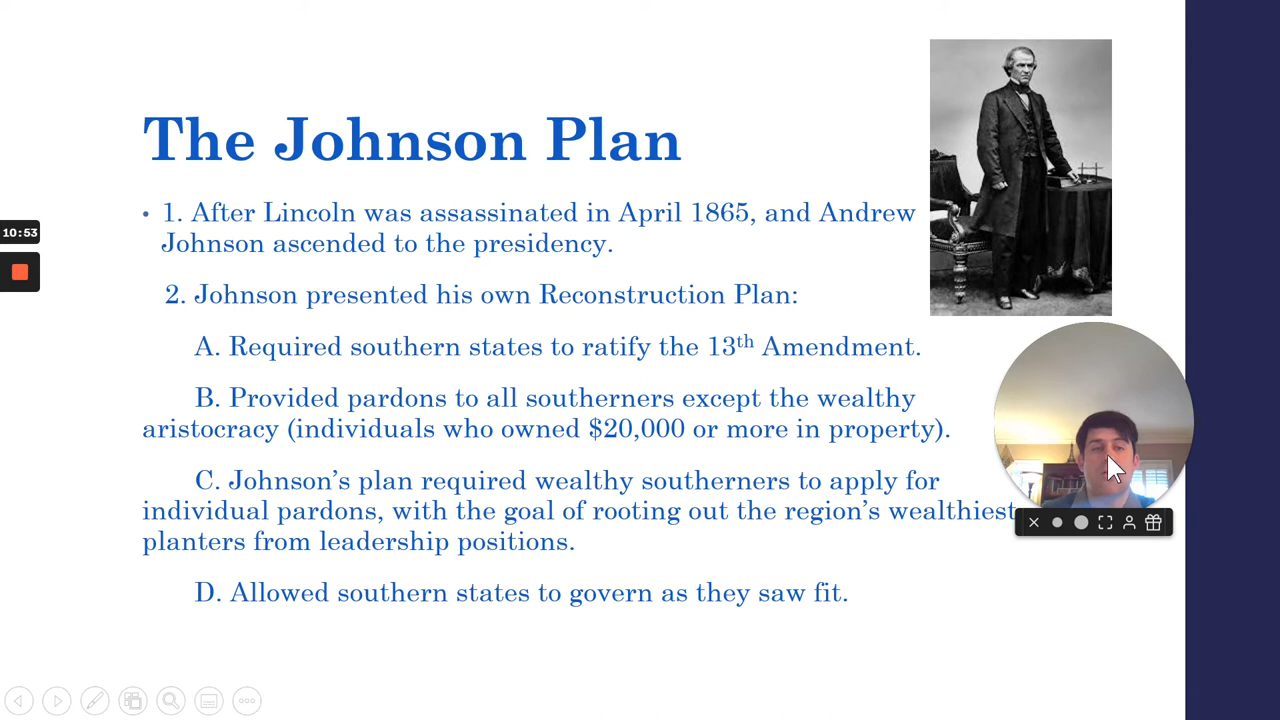 The Johnson Plan
• 1. After Lincoln was assassinated in April 1865, and Andrew
Johnson ascended to the presidency.
2. Johnson presented his own Reconstruction Plan:
A. Required southern states to ratify the 13th Amendment.
B. Provided pardons to all southerners except the wealthy
aristocracy (individuals who owned $20,000 or more in property).
C. Johnson’s plan required wealthy southerners to apply for
individual pardons, with the goal of rooting out the region’s wealthiest
planters from leadership positions.
D. Allowed southern states to govern as they saw fit.
10:53